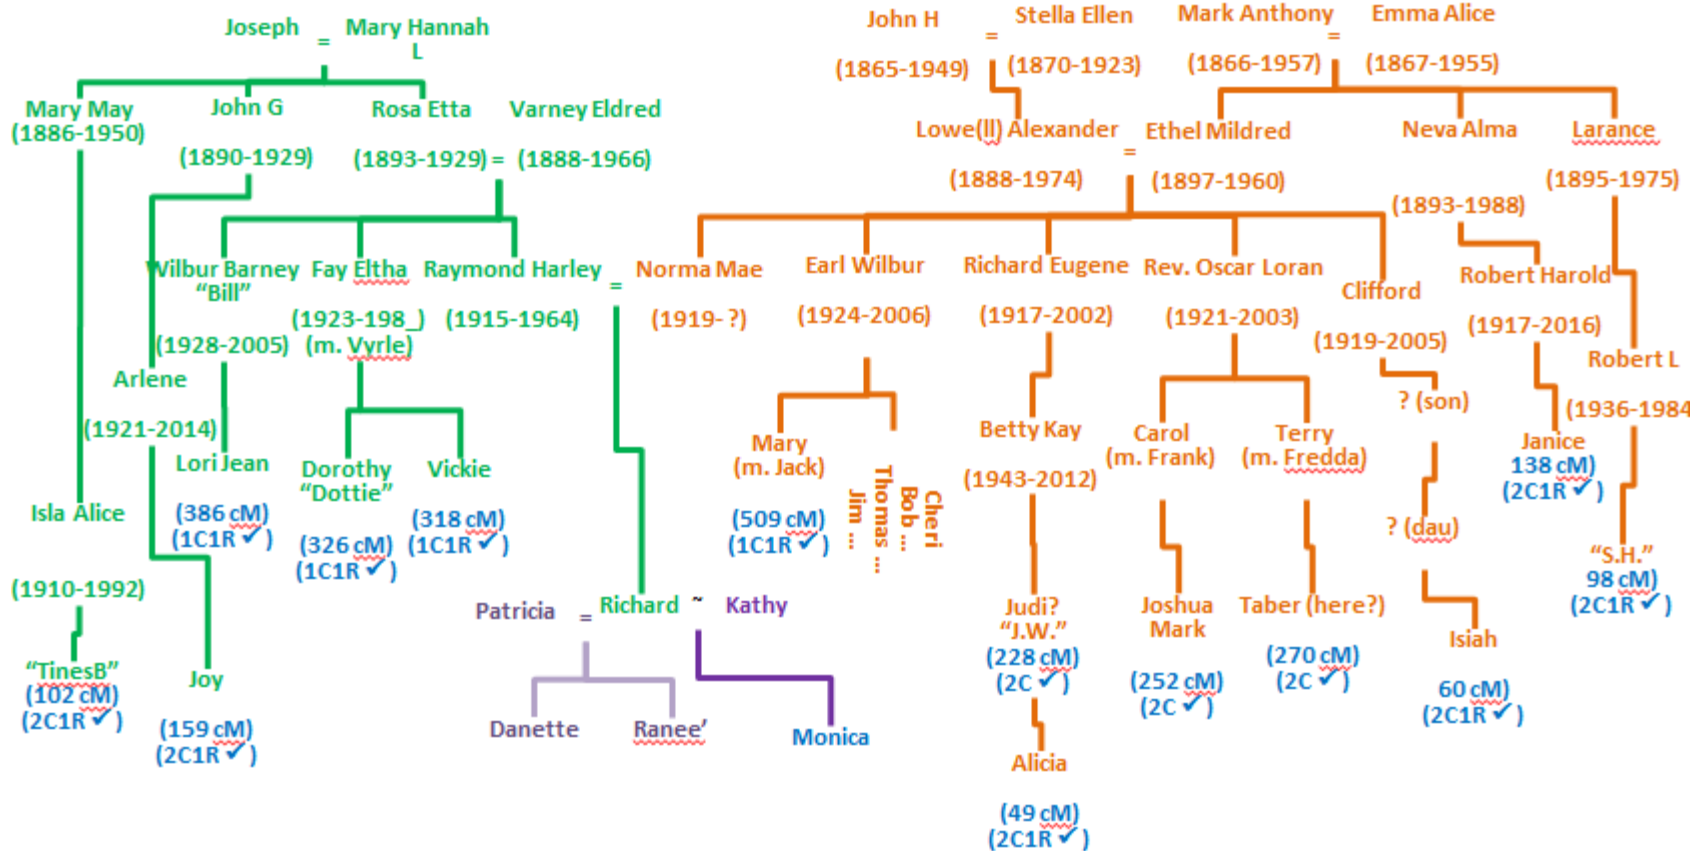 Joseph = Mary Hannah L
John H = Stella Ellen
(1865-1949) (1870-1923)
Mark Anthony = Emma Alice
(1866-1957) (1867-1955)
Mary May
(1886-1950)
John G
(1890-1929)
Rosa Etta
(1893-1929) =
Varney Eldred
(1888-1966)
Lowe(ll) Alexander
(1888-1974)
=
Ethel Mildred
(1897-1960)
Neva Alma
(1893-1988)
Larance
(1895-1975)
Wilbur Barney
“Bill”
(1928-2005)
Fay Eltha
(1923-198_)
(m. Vyrle)
Raymond Harley
(1915-1964)
=
Norma Mae
(1919- ?)
Earl Wilbur
(1924-2006)
Richard Eugene
(1917-2002)
Rev. Oscar Loran
(1921-2003)
Clifford
(1919-2005)
Robert Harold
(1917-2016)
Robert L
(1936-1984
Arlene
(1921-2014)
Lori Jean
(386 cM)
(1C1R ✓)
Dorothy
“Dottie”
(326 cM)
(1C1R ✓)
Vickie
(318 cM)
(1C1R ✓)
Mary
(m. Jack)
(509 cM)
(1C1R ✓)
Jim ...
Thomas ...
Bob ...
Cheri
Betty Kay
(1943-2012)
Carol
(m. Frank)
Terry
(m. Fredda)
? (son)
? (dau)
Janice
138 cM)
(2C1R ✓)
“S.H.”
98 cM)
(2C1R ✓)
Isla Alice
(1910-1992)
“TinesB”
(102 cM)
(2C1R ✓)
Joy
(159 cM)
(2C1R ✓)
Patricia = Richard ~ Kathy
Danette
Ranee’
Monica
Judi?
“J.W.”
(228 cM)
(2C ✓)
Joshua
Mark
(252 cM)
(2C ✓)
Taber (here?)
(270 cM)
(2C ✓)
Isiah
60 cM)
(2C1R ✓)
Alicia
(49 cM)
(2C1R ✓)